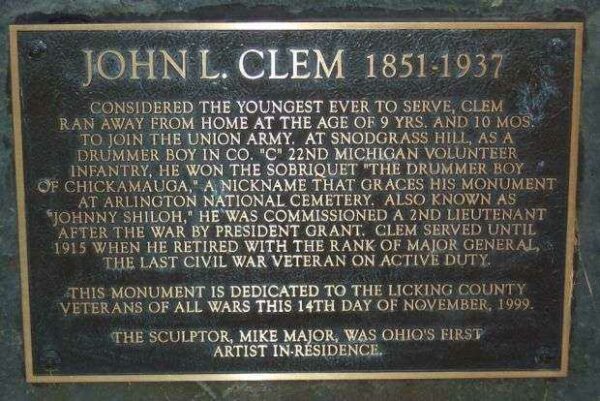 JOHN L. CLEM 1851-1937
CONSIDERED THE YOUNGEST EVER TO SERVE, CLEM
RAN AWAY FROM HOME AT THE AGE OF 9 YRS. AND 10 MOS.
TO JOIN THE UNION ARMY. AT SNODGRASS HILL, AS A
DRUMMER BOY IN CO. "C" 22ND MICHIGAN VOLUNTEER
INFANTRY, HE WON THE SOBRIQUET "THE DRUMMER BOY
OF CHICKAMAUGA," A NICKNAME THAT GRACES HIS MONUMENT
AT ARLINGTON NATIONAL CEMETERY. ALSO KNOWN AS
"JOHNNY SHILOH," HE WAS COMMISSIONED A 2ND LIEUTENANT
AFTER THE WAR BY PRESIDENT GRANT. CLEM SERVED UNTIL
1915 WHEN HE RETIRED WITH THE RANK OF MAJOR GENERAL,
THE LAST CIVIL WAR VETERAN ON ACTIVE DUTY.
THIS MONUMENT IS DEDICATED TO THE LICKING COUNTY
VETERANS OF ALL WARS THIS 14TH DAY OF NOVEMBER, 1999.
THE SCULPTOR, MIKE MAJOR, WAS OHIO'S FIRST
ARTIST IN-RESIDENCE.